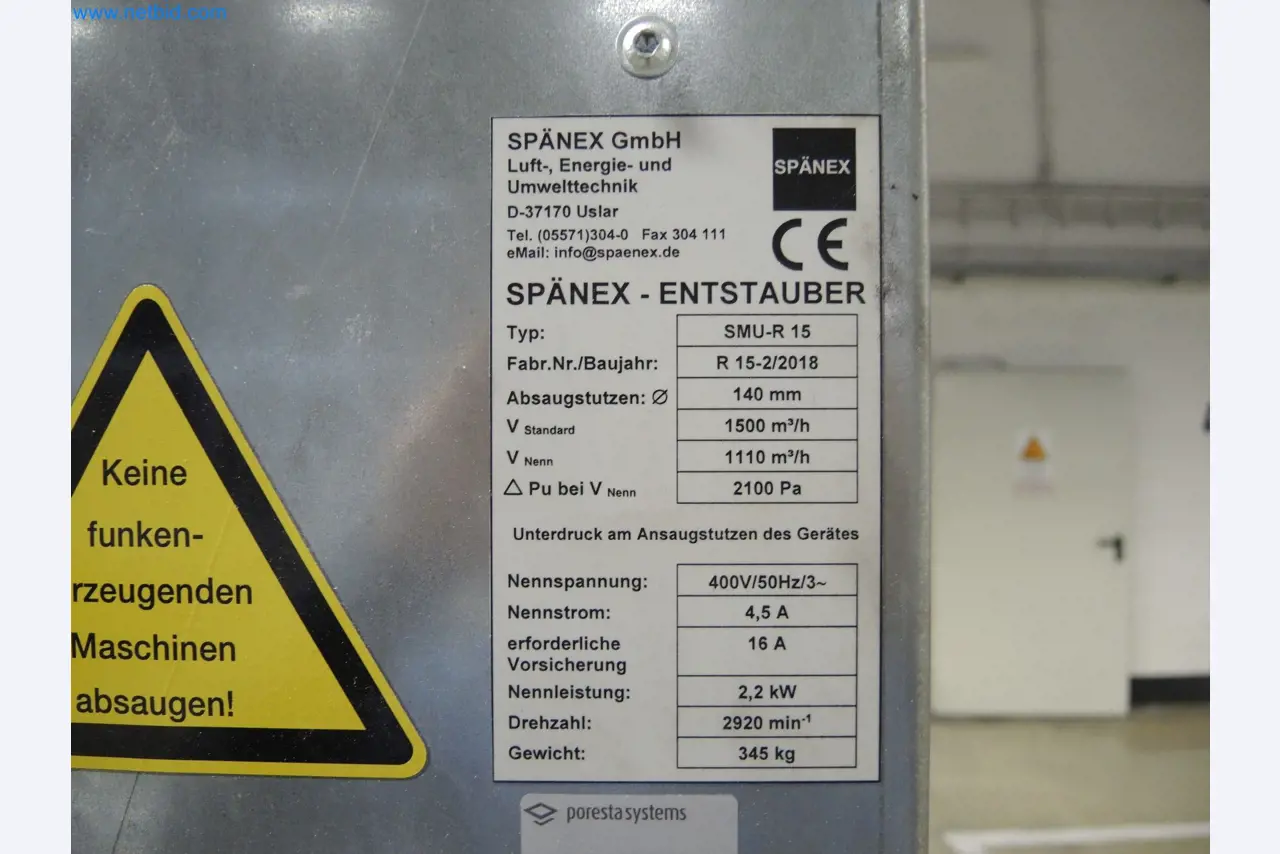 www.netbid.com
SPÄNEX GmbH
Luft-, Energie- und
Umwelttechnik
D-37170 Uslar
Tel. (05571)304-0 Fax 304 111
eMail: info@spaenex.de
SPÄNEX
CE
SPÄNEX - ENTSTAUBER
Typ: SMU-R 15
Fabr.Nr./Baujahr: R 15-2/2018
Absaugstutzen: Ø 140 mm
V Standard 1500 m³/h
V Nenn 1110 m³/h
△ Pu bei V Nenn 2100 Pa
Unterdruck am Ansaugstutzen des Gerätes
Nennspannung: 400V/50Hz/3~
Nennstrom: 4,5 A
erforderliche 16 A
Vorsicherung
Nennleistung: 2,2 kW
Drehzahl: 2920 min⁻¹
Gewicht: 345 kg
Keine
funken-
rzeugenden
Maschinen
absaugen!
porestasystems